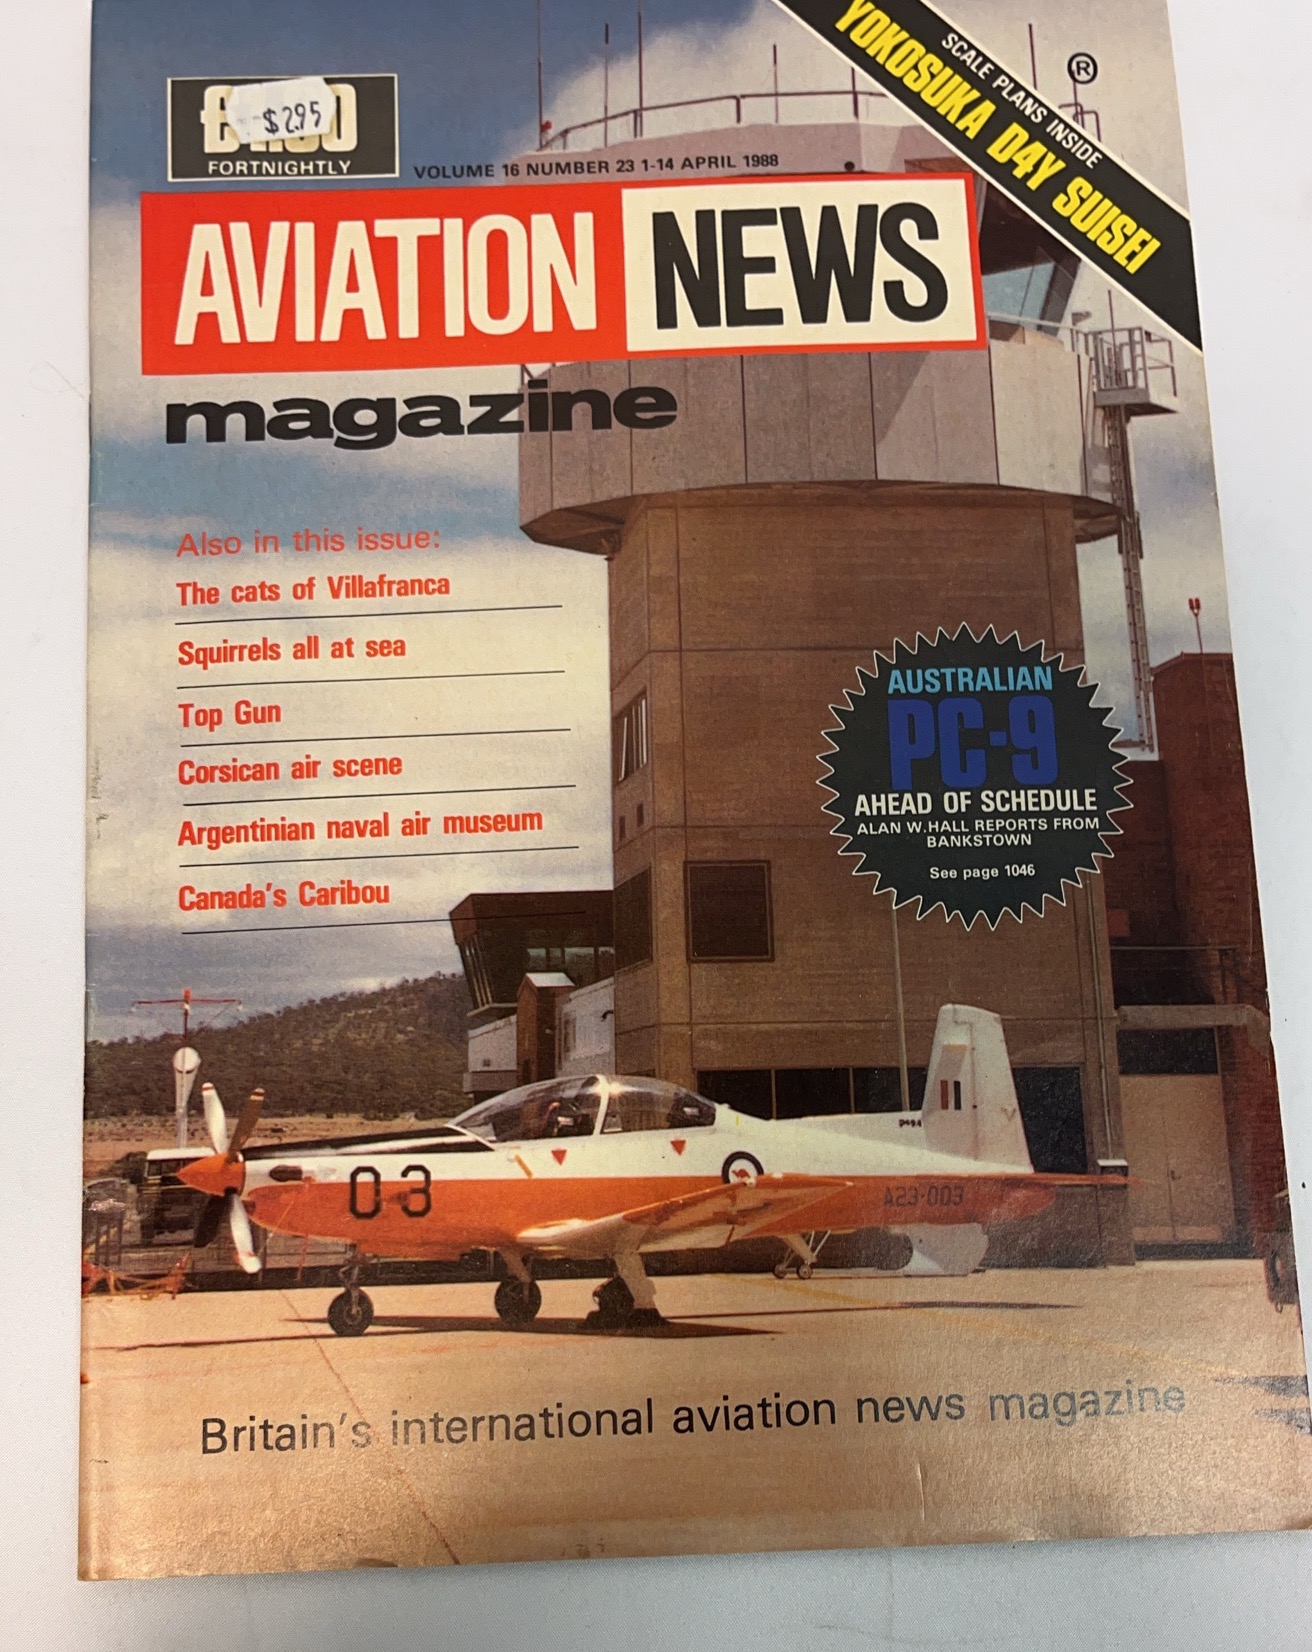 SCALE PLANS INSIDE
YOKOSUKA D4Y SUISEI
®
$2.95
FORTNIGHTLY
VOLUME 16 NUMBER 23 1-14 APRIL 1988
AVIATION NEWS
magazine
Also in this issue:
The cats of Villafranca
Squirrels all at sea
Top Gun
Corsican air scene
Argentinian naval air museum
Canada's Caribou
AUSTRALIAN
PC-9
AHEAD OF SCHEDULE
ALAN W.HALL REPORTS FROM
BANKSTOWN
See page 1046
03
A23-003
Britain's international aviation news magazine